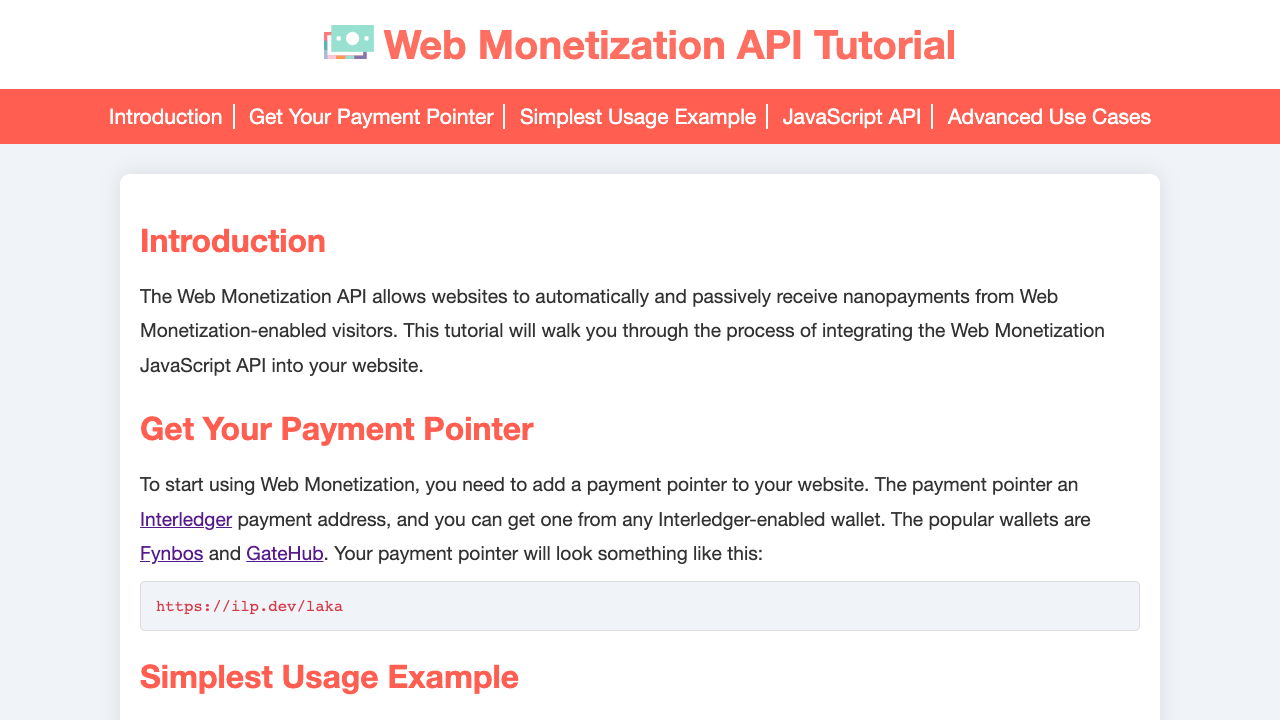 Web Monetization API Tutorial
Introduction
Get Your Payment Pointer
Simplest Usage Example
JavaScript API
Advanced Use Cases
Introduction
The Web Monetization API allows websites to automatically and passively receive nanopayments from Web
Monetization-enabled visitors. This tutorial will walk you through the process of integrating the Web Monetization
JavaScript API into your website.
Get Your Payment Pointer
To start using Web Monetization, you need to add a payment pointer to your website. The payment pointer an
Interledger payment address, and you can get one from any Interledger-enabled wallet. The popular wallets are
Fynbos and GateHub. Your payment pointer will look something like this:
https://ilp.dev/laka
Simplest Usage Example